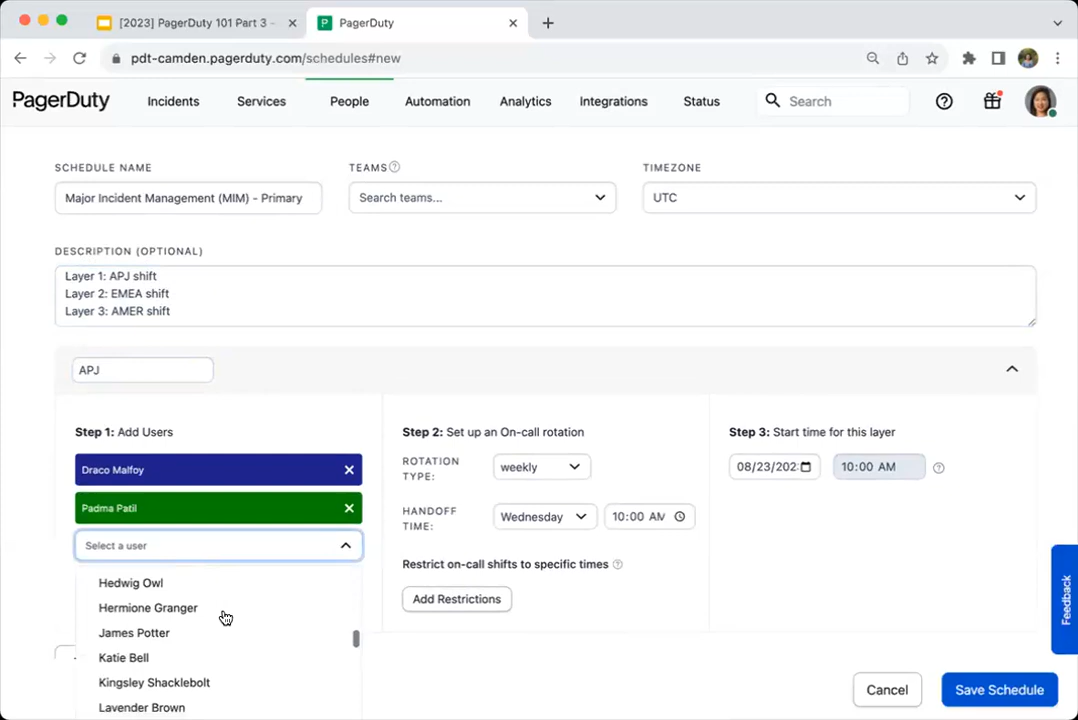 [2023] PagerDuty 101 Part 3 -
PagerDuty
pdt-camden.pagerduty.com/schedules#new
PagerDuty
Incidents
Services
People
Automation
Analytics
Integrations
Status
Search
SCHEDULE NAME
TEAMS
TIMEZONE
Major Incident Management (MIM) - Primary
Search teams...
UTC
DESCRIPTION (OPTIONAL)
Layer 1: APJ shift
Layer 2: EMEA shift
Layer 3: AMER shift
APJ
Step 1: Add Users
Draco Malfoy
Padma Patil
Select a user
Hedwig Owl
Hermione Granger
James Potter
Katie Bell
Kingsley Shacklebolt
Lavender Brown
Step 2: Set up an On-call rotation
ROTATION
TYPE:
weekly
HANDOFF
TIME:
Wednesday
10:00 AM
Restrict on-call shifts to specific times
Add Restrictions
Step 3: Start time for this layer
08/23/202
10:00 AM
Feedback
Cancel
Save Schedule